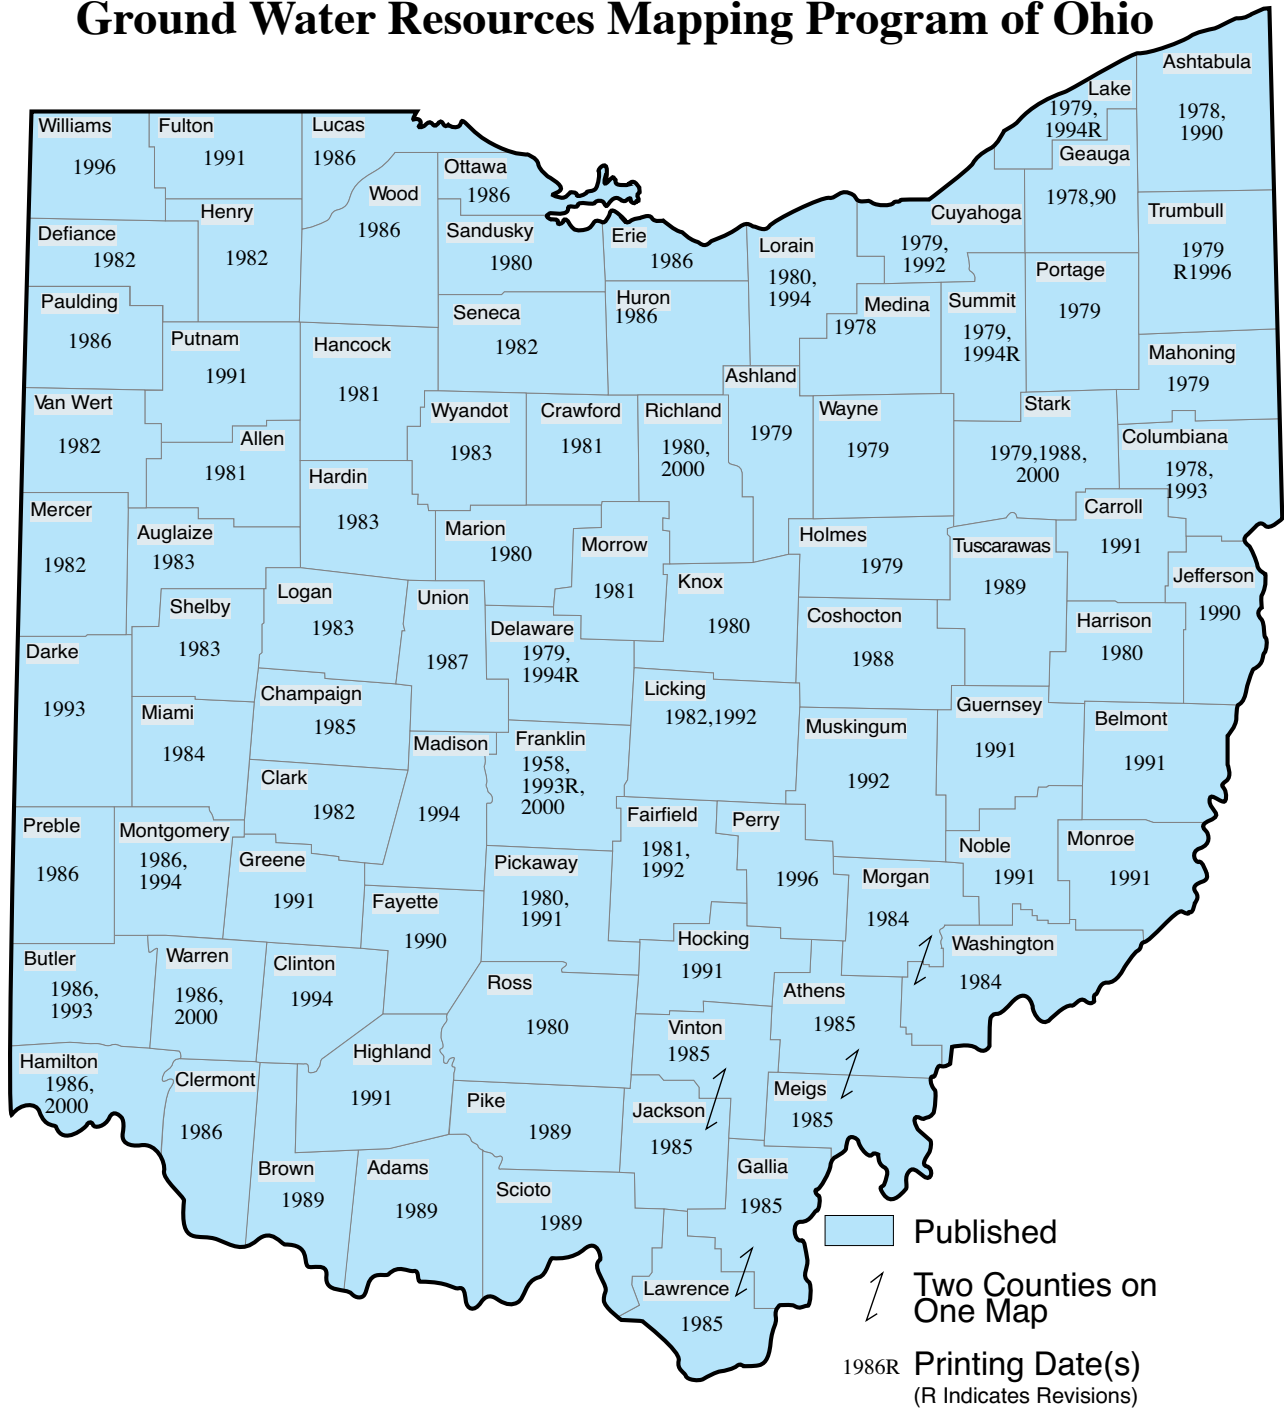 Ground Water Resources Mapping Program of Ohio
Ashtabula
1978,
1990
Lake
1979,
1994R
Geauga
1978,90
Williams
1996
Fulton
1991
Lucas
1986
Ottawa
1986
Wood
1986
Henry
1982
Defiance
1982
Sandusky
1980
Erie
1986
Lorain
1980,
1994
Cuyahoga
1979,
1992
Trumbull
1979
R1996
Portage
1979
Summit
1979,
1994R
Medina
1978
Huron
1986
Seneca
1982
Paulding
1986
Putnam
1991
Hancock
1981
Mahoning
1979
Ashland
1979
Van Wert
1982
Allen
1981
Wyandot
1983
Crawford
1981
Richland
1980,
2000
Wayne
1979
Stark
1979,1988,
2000
Columbiana
1978,
1993
Hardin
1983
Mercer
1982
Auglaize
1983
Marion
1980
Morrow
1981
Holmes
1979
Tuscarawas
1989
Carroll
1991
Jefferson
1990
Knox
1980
Logan
1983
Union
1987
Shelby
1983
Delaware
1979,
1994R
Coshocton
1988
Harrison
1980
Darke
1993
Miami
1984
Champaign
1985
Licking
1982,1992
Guernsey
1991
Belmont
1991
Muskingum
1992
Madison
1994
Franklin
1958,
1993R,
2000
Clark
1982
Preble
1986
Montgomery
1986,
1994
Greene
1991
Fairfield
1981,
1992
Perry
1996
Noble
1991
Monroe
1991
Pickaway
1980,
1991
Morgan
1984
Fayette
1990
Hocking
1991
Washington
1984
Butler
1986,
1993
Warren
1986,
2000
Clinton
1994
Ross
1980
Athens
1985
Vinton
1985
Highland
1991
Hamilton
1986,
2000
Clermont
1986
Pike
1989
Jackson
1985
Meigs
1985
Brown
1989
Adams
1989
Scioto
1989
Gallia
1985
Lawrence
1985
Published
Two Counties on
One Map
1986R Printing Date(s)
(R Indicates Revisions)